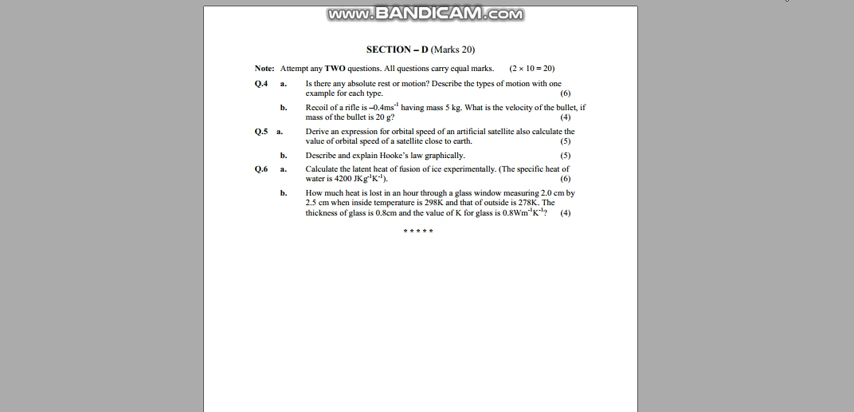 www.BANDICAM.com
SECTION – D (Marks 20)
Note: Attempt any TWO questions. All questions carry equal marks. (2 × 10 = 20)
Q.4 a. Is there any absolute rest or motion? Describe the types of motion with one
example for each type. (6)
b. Recoil of a rifle is –0.4ms⁻¹ having mass 5 kg. What is the velocity of the bullet, if
mass of the bullet is 20 g? (4)
Q.5 a. Derive an expression for orbital speed of an artificial satellite also calculate the
value of orbital speed of a satellite close to earth. (5)
b. Describe and explain Hooke's law graphically. (5)
Q.6 a. Calculate the latent heat of fusion of ice experimentally. (The specific heat of
water is 4200 JKg⁻¹K⁻¹). (6)
b. How much heat is lost in an hour through a glass window measuring 2.0 cm by
2.5 cm when inside temperature is 298K and that of outside is 278K. The
thickness of glass is 0.8cm and the value of K for glass is 0.8Wm⁻¹K⁻¹? (4)
* * * * *